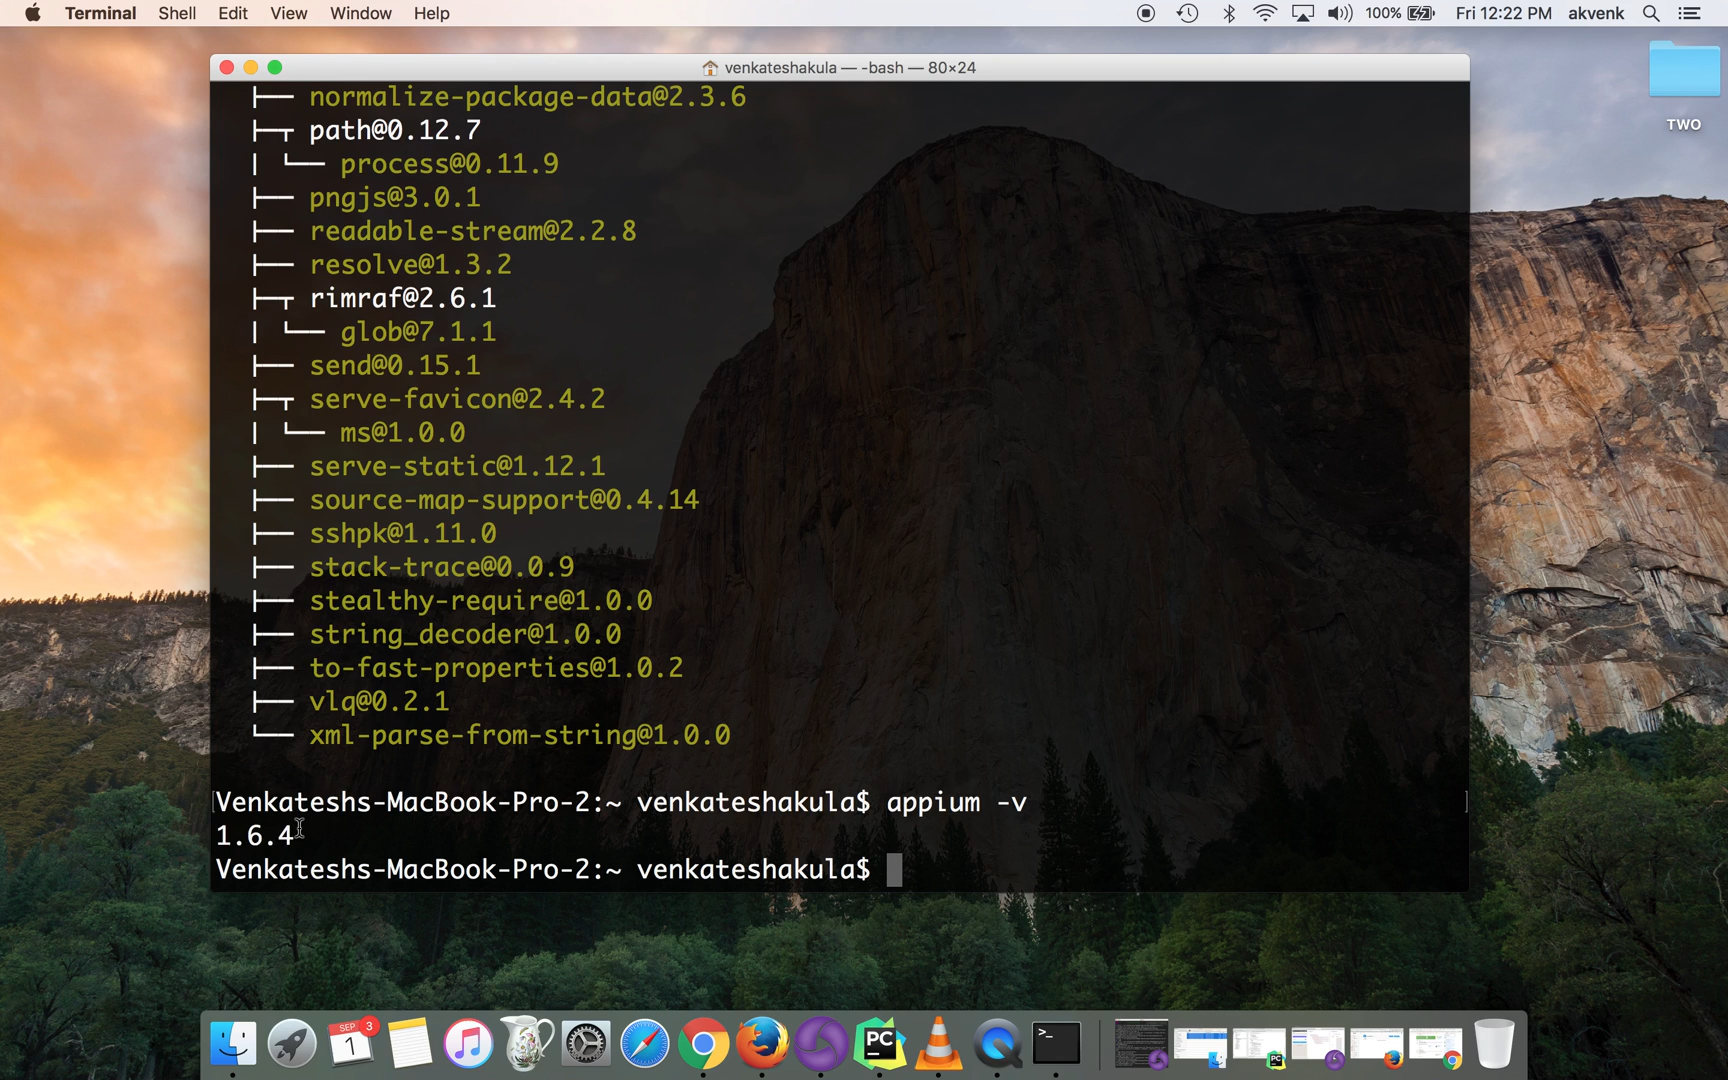 Terminal Shell Edit View Window Help 100% Fri 12:22 PM akvenk
venkateshakula — -bash — 80×24
TWO
├── normalize-package-data@2.3.6
├─┬ path@0.12.7
│ └── process@0.11.9
├── pngjs@3.0.1
├── readable-stream@2.2.8
├── resolve@1.3.2
├─┬ rimraf@2.6.1
│ └── glob@7.1.1
├── send@0.15.1
├─┬ serve-favicon@2.4.2
│ └── ms@1.0.0
├── serve-static@1.12.1
├── source-map-support@0.4.14
├── sshpk@1.11.0
├── stack-trace@0.0.9
├── stealthy-require@1.0.0
├── string_decoder@1.0.0
├── to-fast-properties@1.0.2
├── vlq@0.2.1
└── xml-parse-from-string@1.0.0
[Venkateshs-MacBook-Pro-2:~ venkateshakula$ appium -v ]
1.6.4
Venkateshs-MacBook-Pro-2:~ venkateshakula$
SEP 3
1
PC
>_
PC